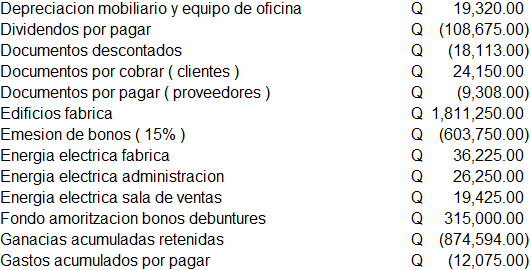 Depreciacion mobiliario y equipo de oficina Q 19,320.00
Dividendos por pagar Q (108,675.00)
Documentos descontados Q (18,113.00)
Documentos por cobrar ( clientes ) Q 24,150.00
Documentos por pagar ( proveedores ) Q (9,308.00)
Edificios fabrica Q 1,811,250.00
Emesion de bonos ( 15% ) Q (603,750.00)
Energia electrica fabrica Q 36,225.00
Energia electrica administracion Q 26,250.00
Energia electrica sala de ventas Q 19,425.00
Fondo amoritzacion bonos debuntures Q 315,000.00
Ganacias acumuladas retenidas Q (874,594.00)
Gastos acumulados por pagar Q (12,075.00)